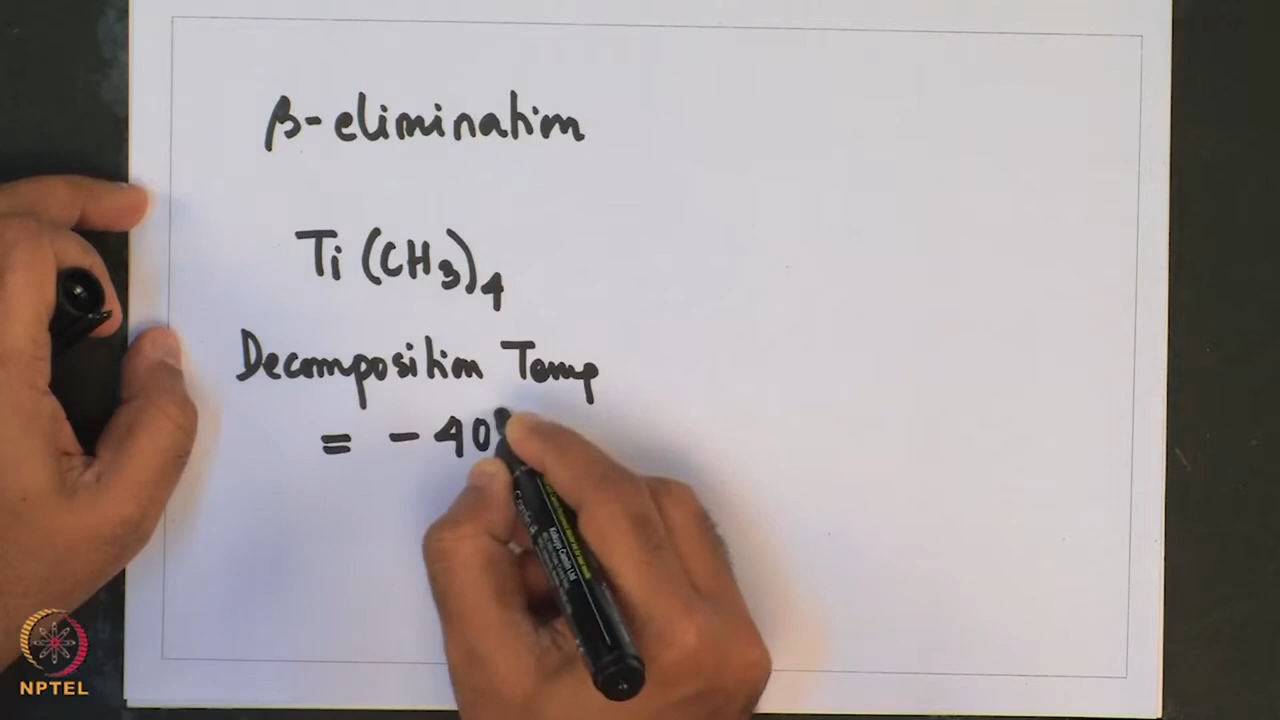 β-elimination
Ti(CH₃)₄
Decomposition Temp
= -40
NPTEL